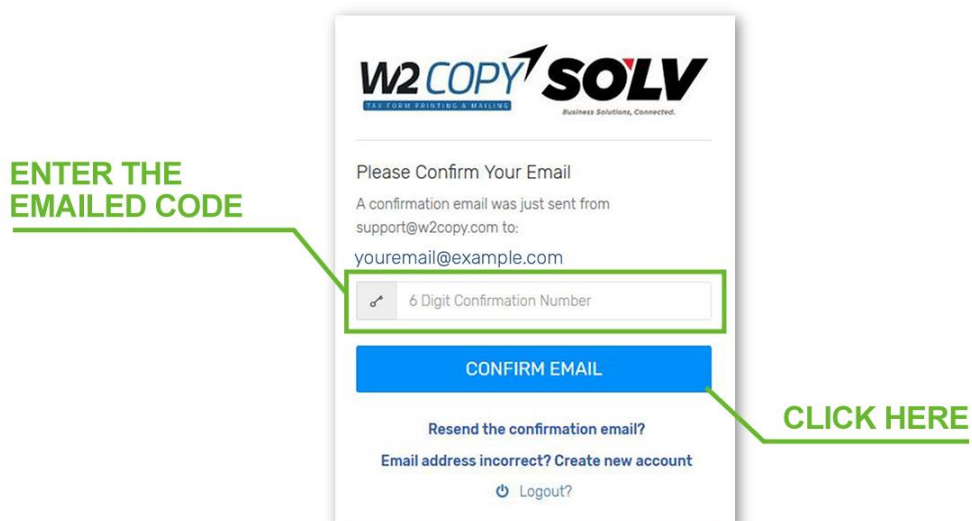 W2 COPY
TAX FORM PRINTING & MAILING
SOLV
Business Solutions, Connected.
ENTER THE
EMAILED CODE
Please Confirm Your Email
A confirmation email was just sent from
support@w2copy.com to:
youremail@example.com
6 Digit Confirmation Number
CONFIRM EMAIL
CLICK HERE
Resend the confirmation email?
Email address incorrect? Create new account
Logout?